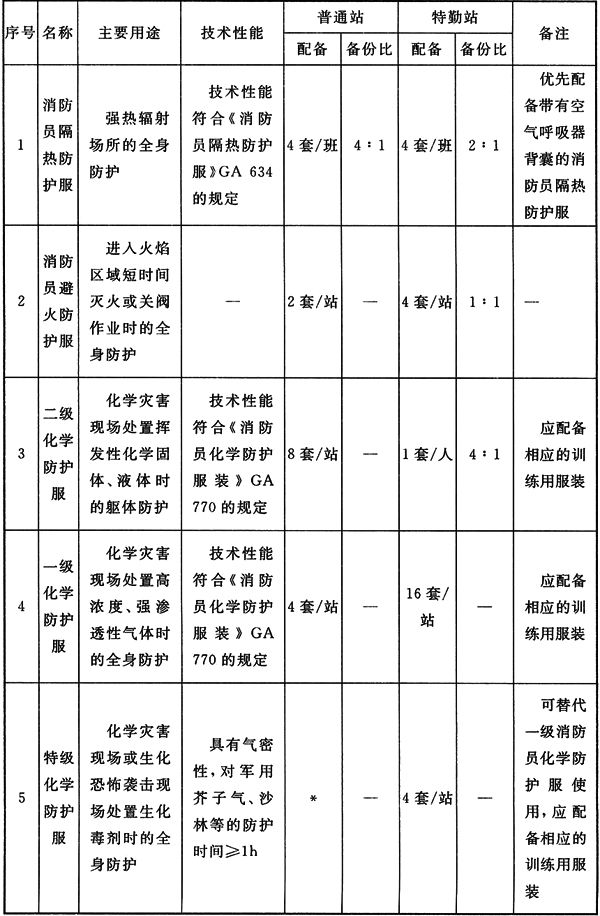 序号 名称 主要用途 技术性能 普通站 特勤站 备注
配备 备份比 配备 备份比
1
消防
员隔
热防
护服
强热辐射
场所的全身
防护
技术性能
符合《消防
员隔热防护
服》GA 634
的规定
4套/班
4∶1
4套/班
2∶1
优先配
备带有空
气呼吸器
背囊的消
防员隔热
防护服
2
消防
员避
火防
护服
进入火焰
区域短时间
灭火或关阀
作业时的全
身防护
—
2套/站
—
4套/站
1∶1
—
3
二级
化学
防护
服
化学灾害
现场处置挥
发性化学固
体、液体时
的躯体防护
技术性能
符合《消防
员化学防护
服装》GA
770的规定
8套/站
—
1套/人
4∶1
应配备
相应的训
练用服装
4
一级
化学
防护
服
化学灾害
现场处置高
浓度、强渗
透性气体时
的全身防护
技术性能
符合《消防
员化学防护
服装》GA
770的规定
4套/站
—
16套/
站
—
应配备
相应的训
练用服装
5
特级
化学
防护
服
化学灾害
现场或生化
恐怖袭击现
场处置生化
毒剂时的全
身防护
具有气密
性,对军用
芥子气、沙
林等的防护
时间≥1h
*
—
4套/站
—
可替代
一级消防
员化学防
护服使
用,应配
备相应的
训练用服
装